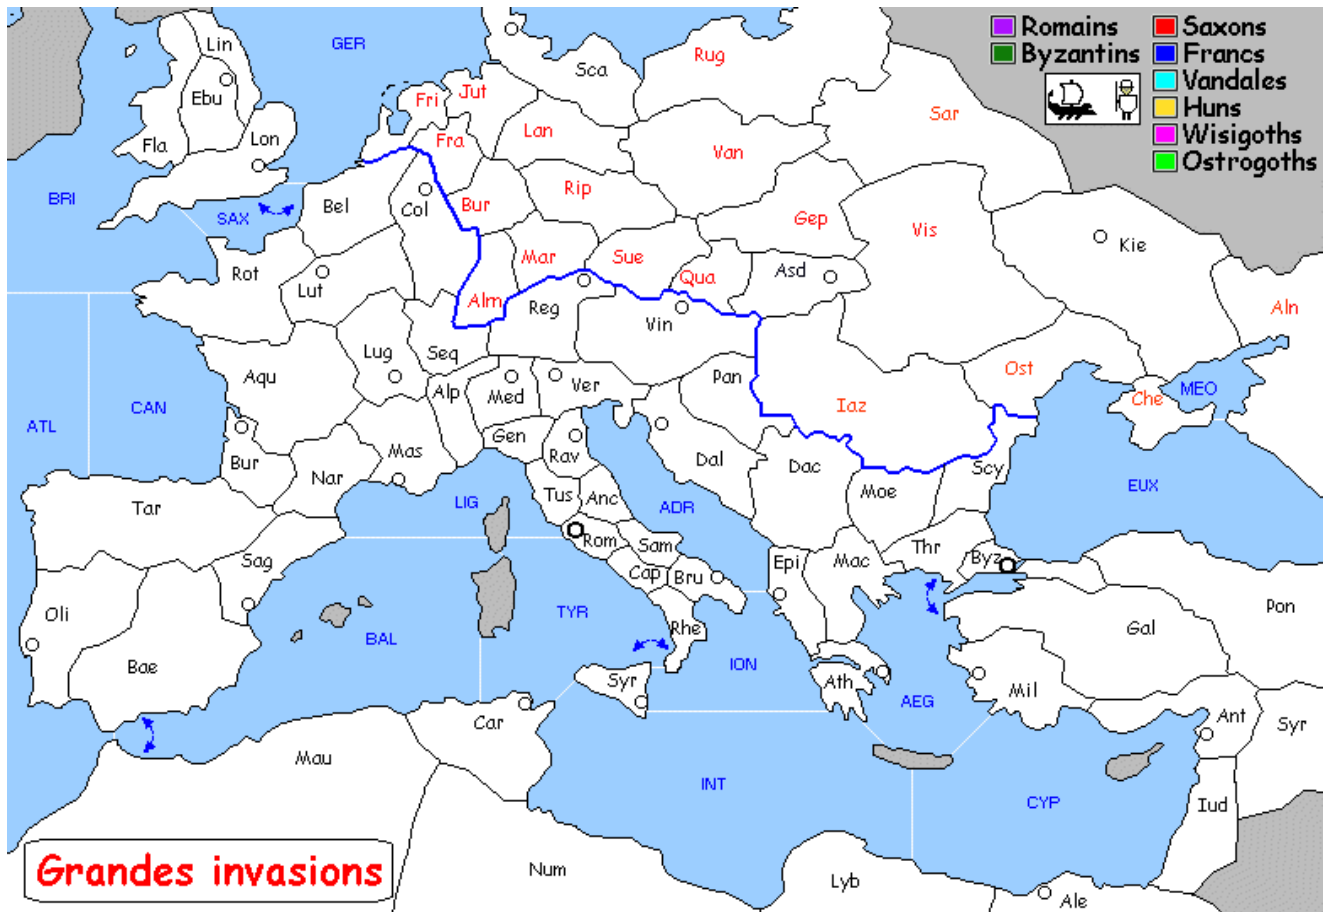 Lin
GER
Sca
Rug
Romains
Saxons
Byzantins
Francs
Vandales
Huns
Wisigoths
Ostrogoths
Ebu
Fri
Jut
Sar
Fla
Lon
Fra
Lan
Van
BRI
SAX
Bel
Col
Bur
Rip
Gep
Vis
Kie
Rot
Lut
Mar
Sue
Qua
Asd
Alm
Reg
Vin
Aln
Lug
Seq
Aqu
Alp
Med
Ver
Pan
Ost
MEO
CAN
Iaz
Che
ATL
Bur
Mas
Gen
Rav
Dal
Dac
Nar
Scy
Tar
LIG
Tus
Anc
ADR
Moe
EUX
Rom
Sam
Thr
Byz
Sag
Cap
Bru
Epi
Mac
Oli
BAL
TYR
Rhe
Pon
Gal
Bae
ION
Syr
Ath
AEG
Mil
Car
Ant
Syr
Mau
INT
CYP
Iud
Grandes invasions
Num
Lyb
Ale